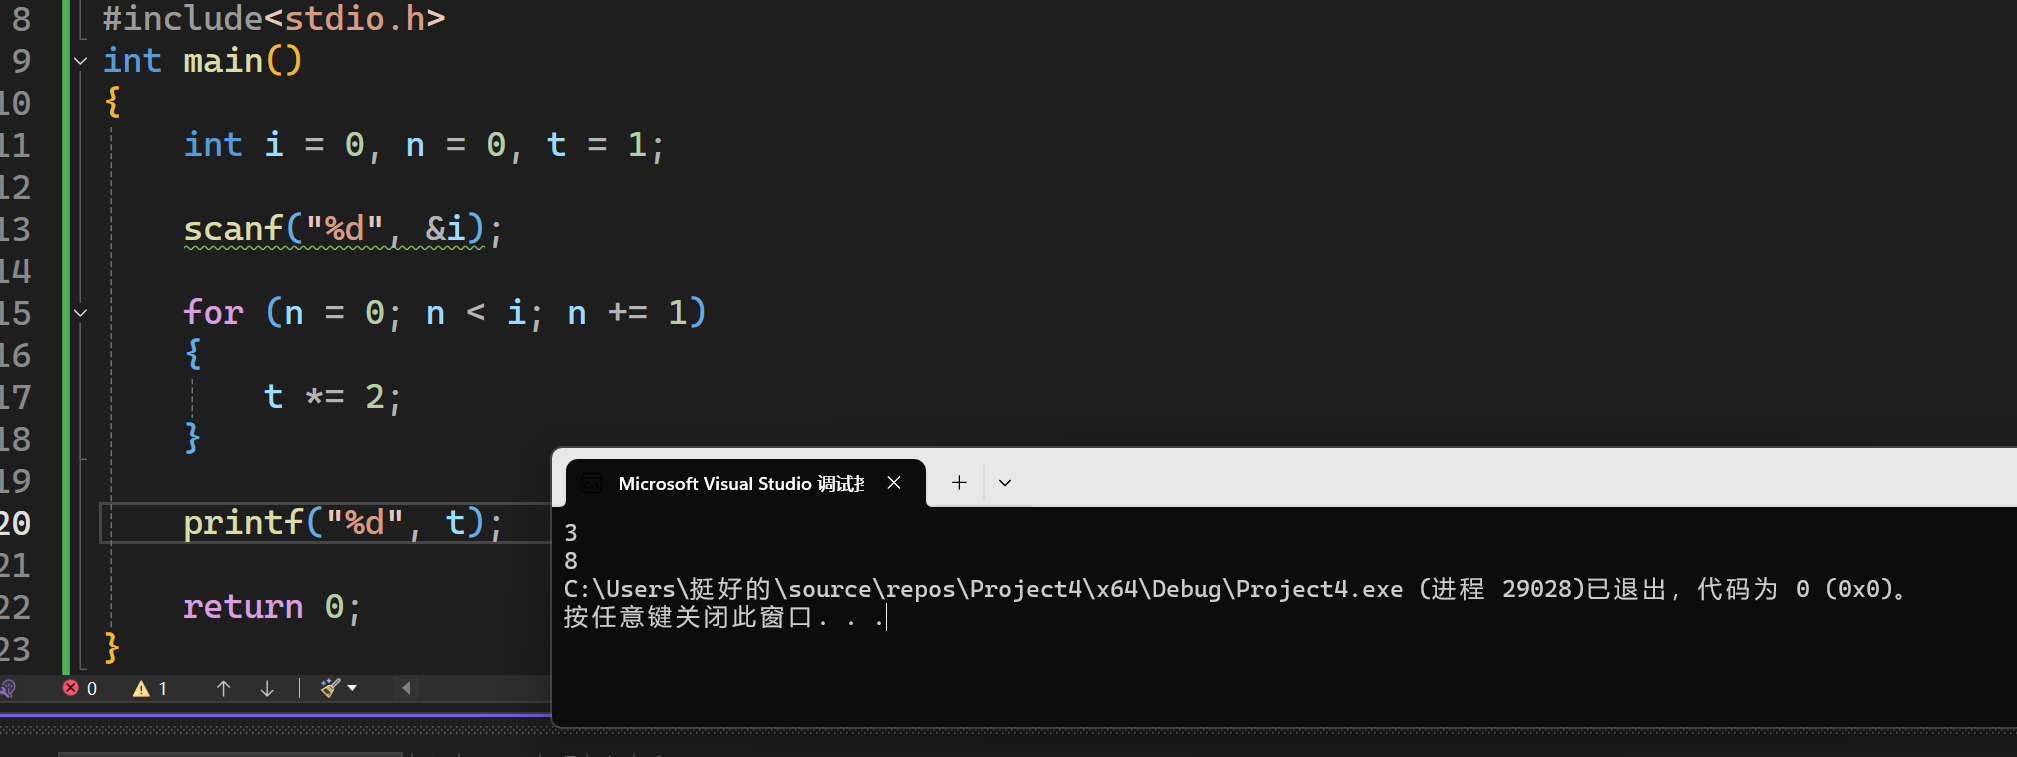 8 #include<stdio.h>
9 int main()
10 {
11 int i = 0, n = 0, t = 1;
12
13 scanf("%d", &i);
14
15 for (n = 0; n < i; n += 1)
16 {
17 t *= 2;
18 }
19
20 printf("%d", t);
21
22 return 0;
23 }
0 1
Microsoft Visual Studio 调试
3
8
C:\Users\挺好的\source\repos\Project4\x64\Debug\Project4.exe (进程 29028)已退出，代码为 0 (0x0)。
按任意键关闭此窗口. . .